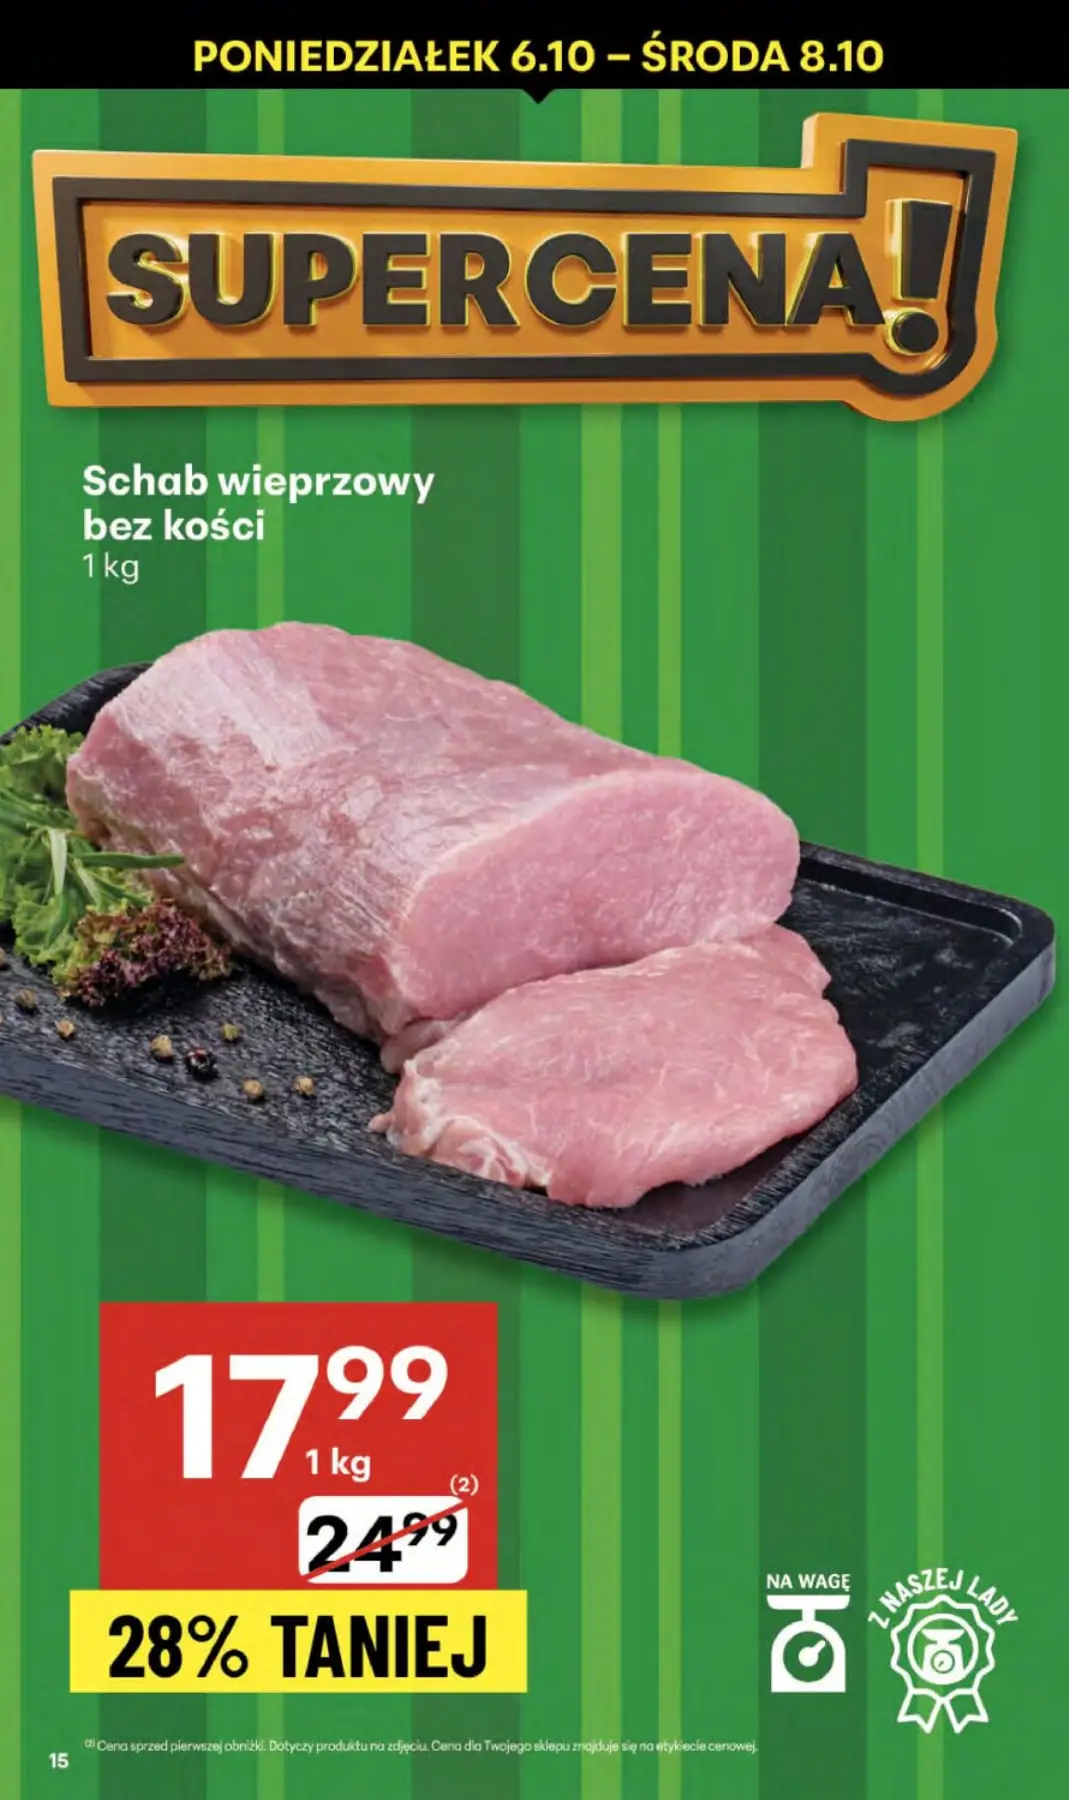 PONIEDZIAŁEK 6.10 – ŚRODA 8.10
SUPERCENA!
Schab wieprzowy
bez kości
1 kg
17 99
1 kg
(2)
24 99
28% TANIEJ
NA WAGĘ
Z NASZEJ LADY
(2) Cena sprzed pierwszej obniżki. Dotyczy produktu na zdjęciu. Cena dla Twojego sklepu znajduje się na etykiecie cenowej.
15